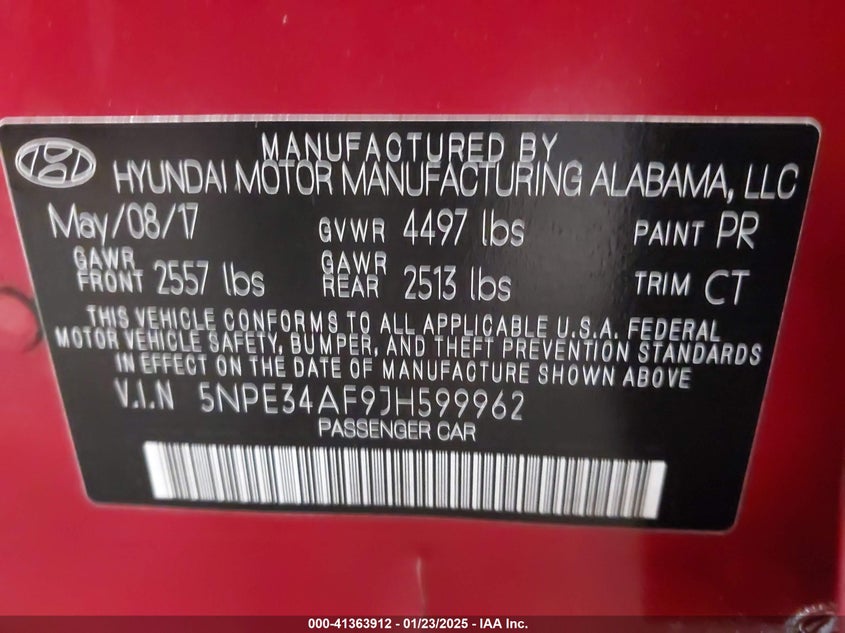 MANUFACTURED BY
HYUNDAI MOTOR MANUFACTURING ALABAMA, LLC
May/08/17 GVWR 4497 lbs PAINT PR
GAWR FRONT 2557 lbs GAWR REAR 2513 lbs TRIM CT
THIS VEHICLE CONFORMS TO ALL APPLICABLE U.S.A. FEDERAL
MOTOR VEHICLE SAFETY, BUMPER, AND THEFT PREVENTION STANDARDS
IN EFFECT ON THE DATE OF MANUFACTURE SHOWN ABOVE
V.I.N 5NPE34AF9JH599962
PASSENGER CAR
000-41363912 - 01/23/2025 - IAA Inc.